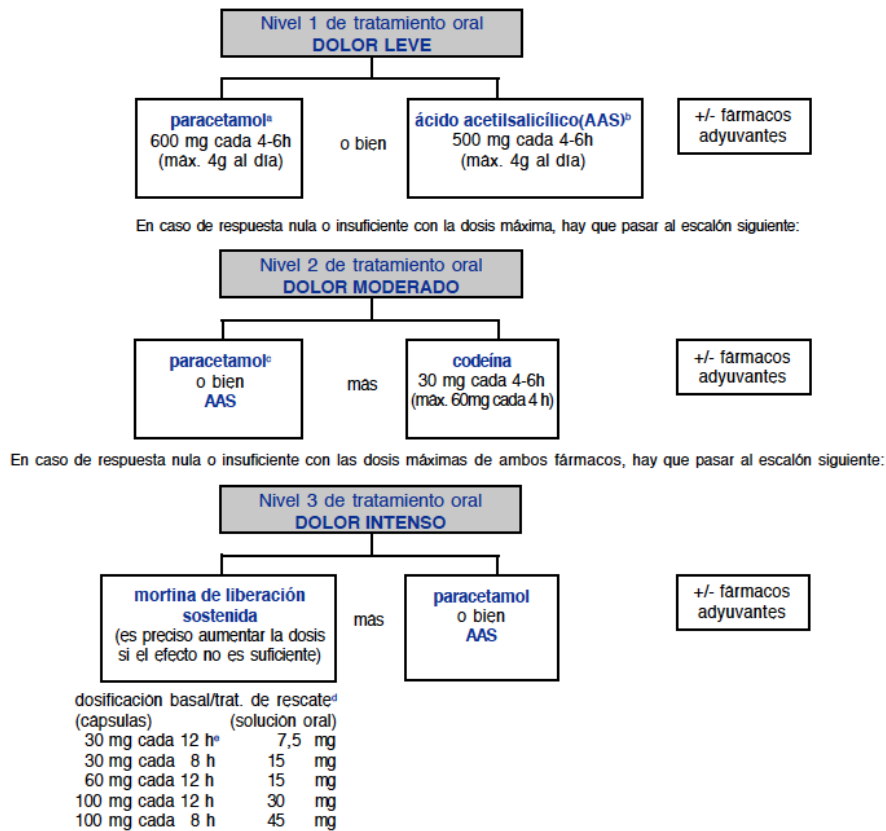 Nivel 1 de tratamiento oral
DOLOR LEVE
paracetamolᵃ
600 mg cada 4-6h
(máx. 4g al día)
o bien
ácido acetilsalicílico(AAS)ᵇ
500 mg cada 4-6h
(máx. 4g al día)
+/- fármacos
adyuvantes
En caso de respuesta nula o insuficiente con la dosis máxima, hay que pasar al escalón siguiente:
Nivel 2 de tratamiento oral
DOLOR MODERADO
paracetamolᶜ
o bien
AAS
más
codeína
30 mg cada 4-6h
(máx. 60mg cada 4 h)
+/- fármacos
adyuvantes
En caso de respuesta nula o insuficiente con las dosis máximas de ambos fármacos, hay que pasar al escalón siguiente:
Nivel 3 de tratamiento oral
DOLOR INTENSO
morfina de liberación
sostenida
(es preciso aumentar la dosis
si el efecto no es suficiente)
más
paracetamol
o bien
AAS
+/- fármacos
adyuvantes
dosificación basal/trat. de rescateᵈ
(cápsulas) (solución oral)
30 mg cada 12 hᵉ 7,5 mg
30 mg cada 8 h 15 mg
60 mg cada 12 h 15 mg
100 mg cada 12 h 30 mg
100 mg cada 8 h 45 mg